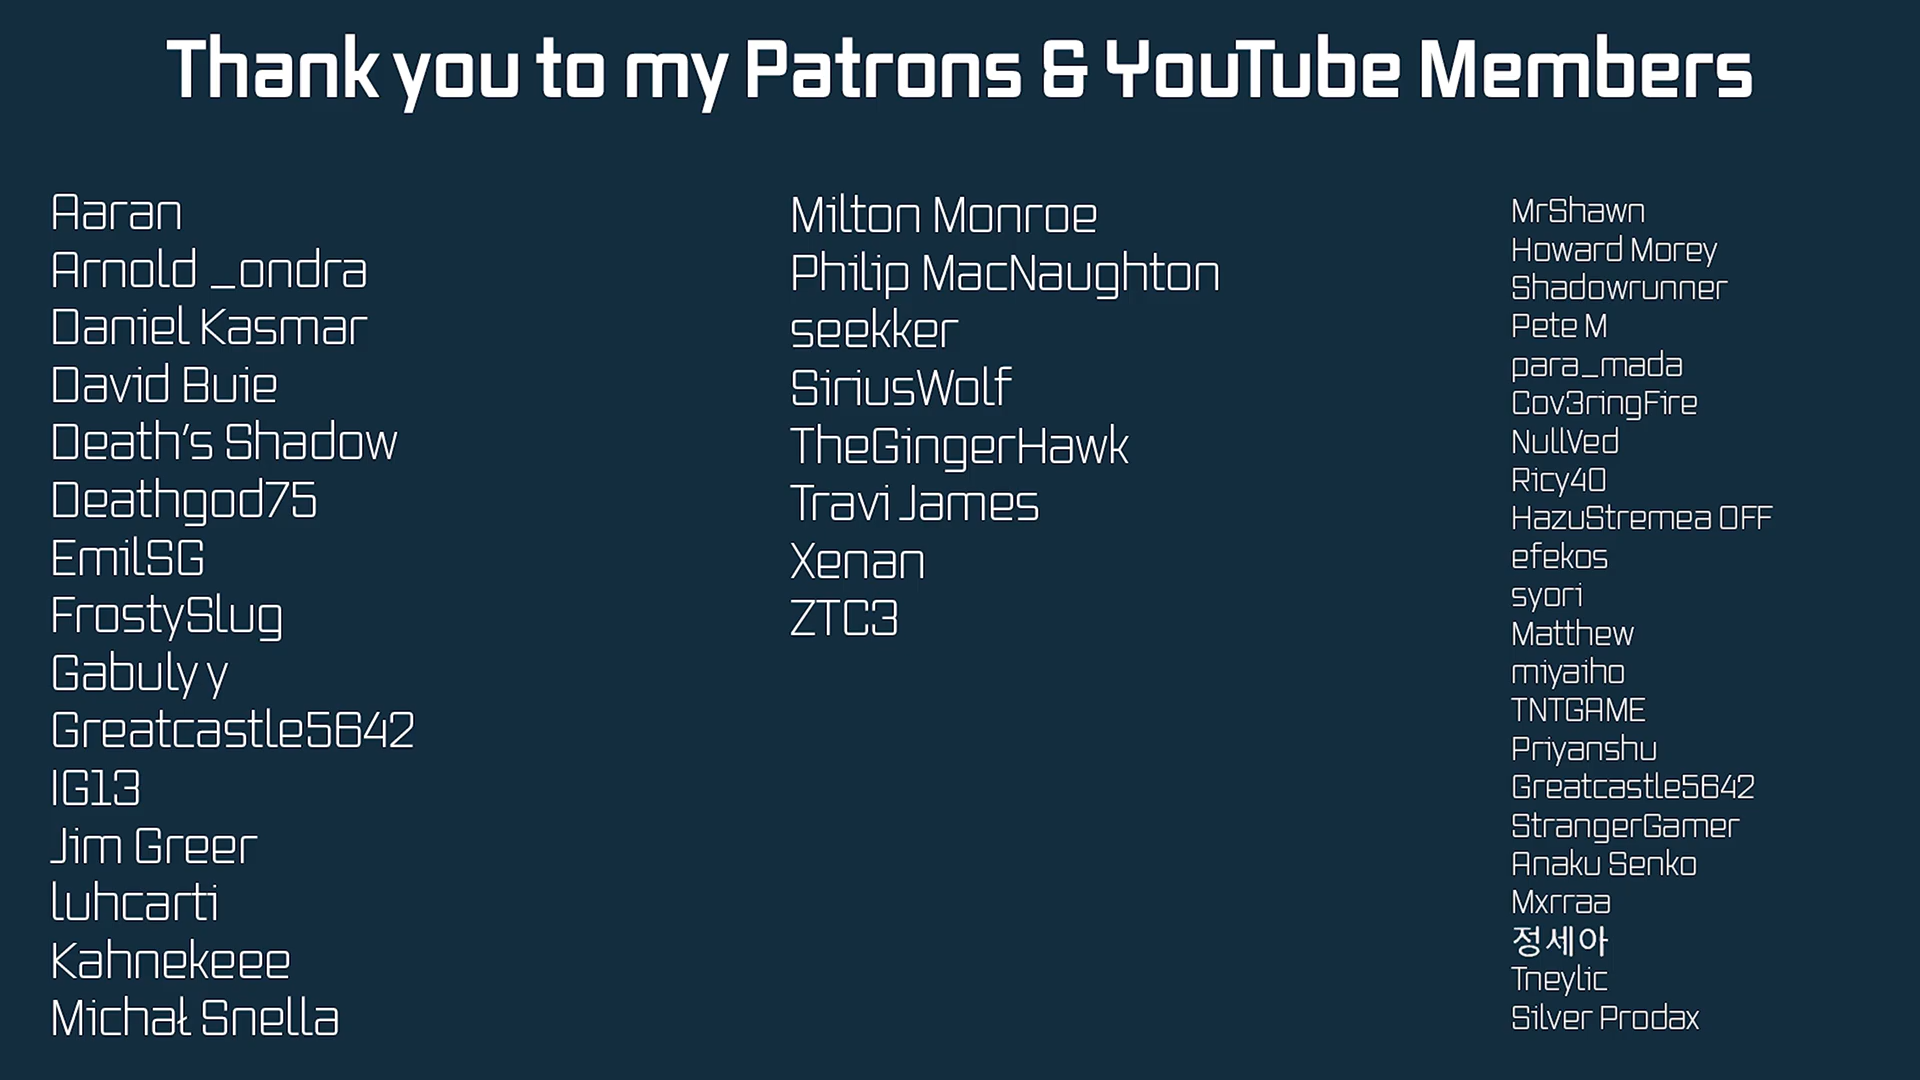 Thank you to my Patrons & YouTube Members
Aaran
Arnold _ondra
Daniel Kasmar
David Buie
Death's Shadow
Deathgod75
EmilSG
FrostySlug
Gabuly y
Greatcastle5642
IG13
Jim Greer
luhcarti
Kahnekeee
Michał Snella
Milton Monroe
Philip MacNaughton
seekker
SiriusWolf
TheGingerHawk
Travi James
Xenan
ZTC3
MrShawn
Howard Morey
Shadowrunner
Pete M
para_mada
Cov3ringFire
NullVed
Ricy40
HazuStremea OFF
efekos
syori
Matthew
miyaiho
TNTGAME
Priyanshu
Greatcastle5642
StrangerGamer
Anaku Senko
Mxrraa
정세아
Tneylic
Silver Prodax